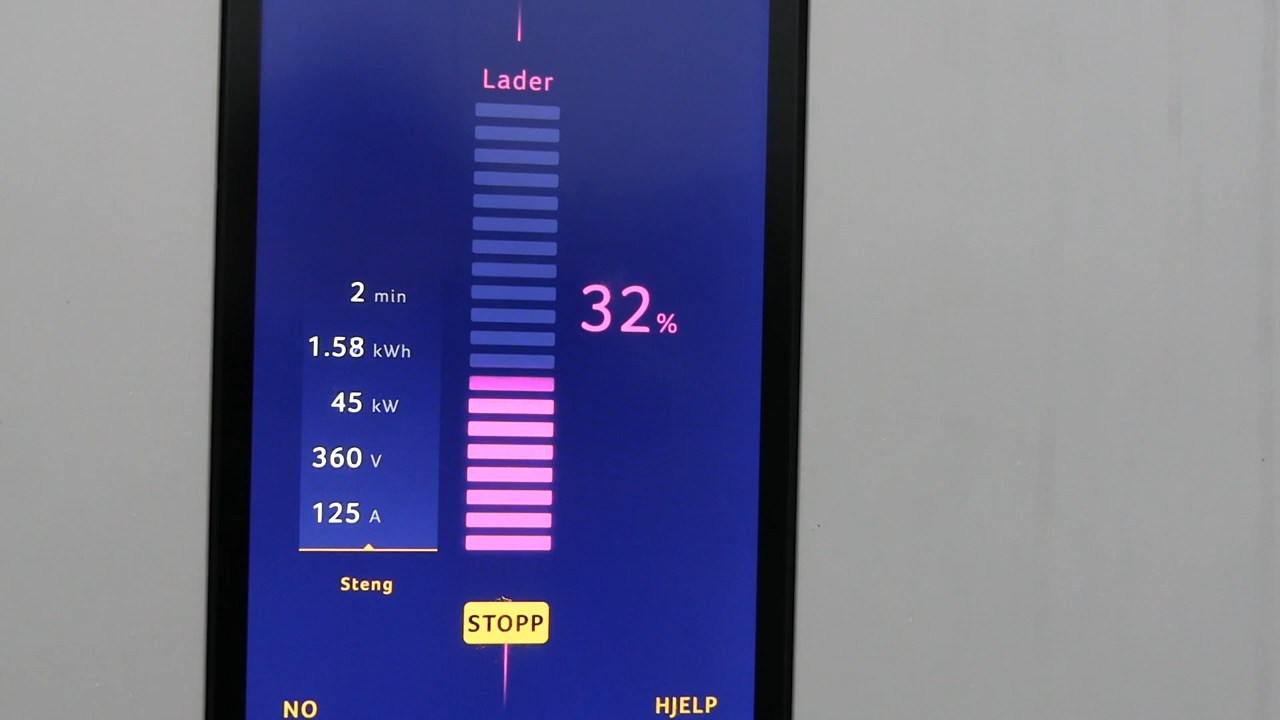 Lader
32%
2 min
1.58 kWh
45 kW
360 V
125 A
Steng
STOPP
NO
HJELP